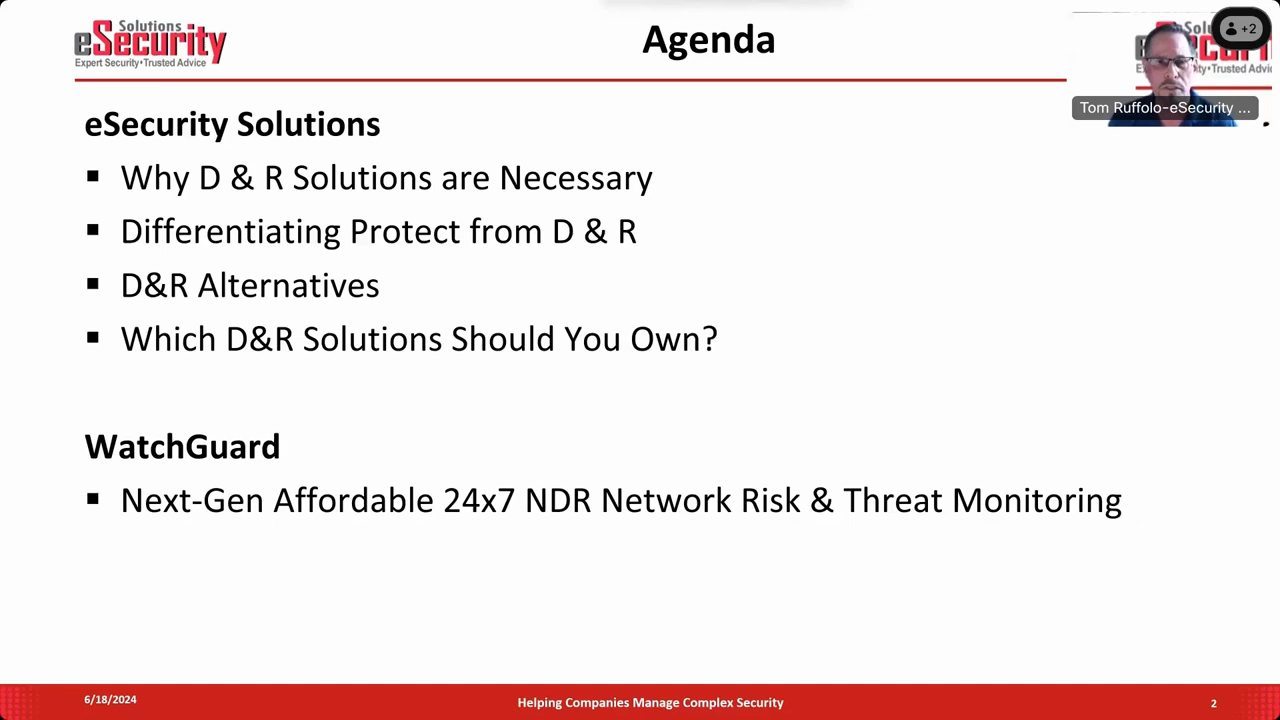 Solutions
eSecurity
Expert Security•Trusted Advice
Agenda
+2
Tom Ruffolo-eSecurity ...
eSecurity Solutions
▪ Why D & R Solutions are Necessary
▪ Differentiating Protect from D & R
▪ D&R Alternatives
▪ Which D&R Solutions Should You Own?
WatchGuard
▪ Next-Gen Affordable 24x7 NDR Network Risk & Threat Monitoring
6/18/2024
Helping Companies Manage Complex Security
2